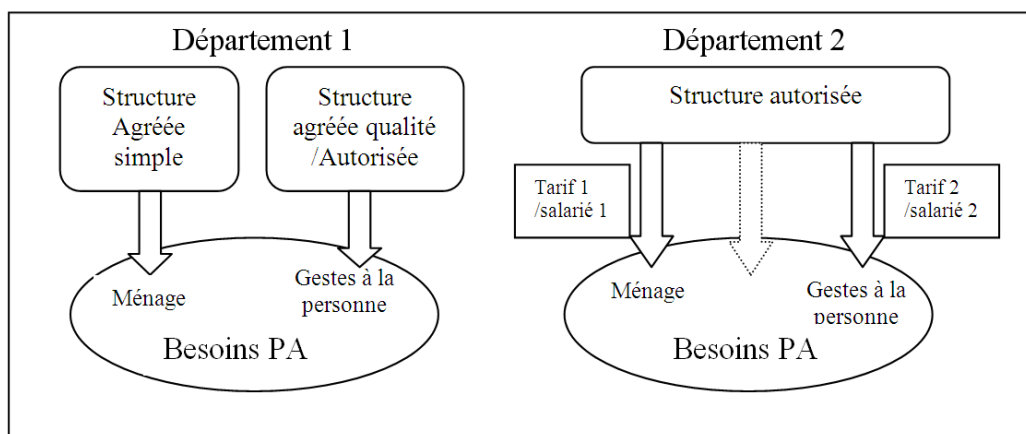 Département 1
Structure
Agréée
simple
Structure
agréée qualité
/Autorisée
Ménage
Gestes à la
personne
Besoins PA
Département 2
Structure autorisée
Tarif 1
/salarié 1
Tarif 2
/salarié 2
Ménage
Gestes à la
personne
Besoins PA